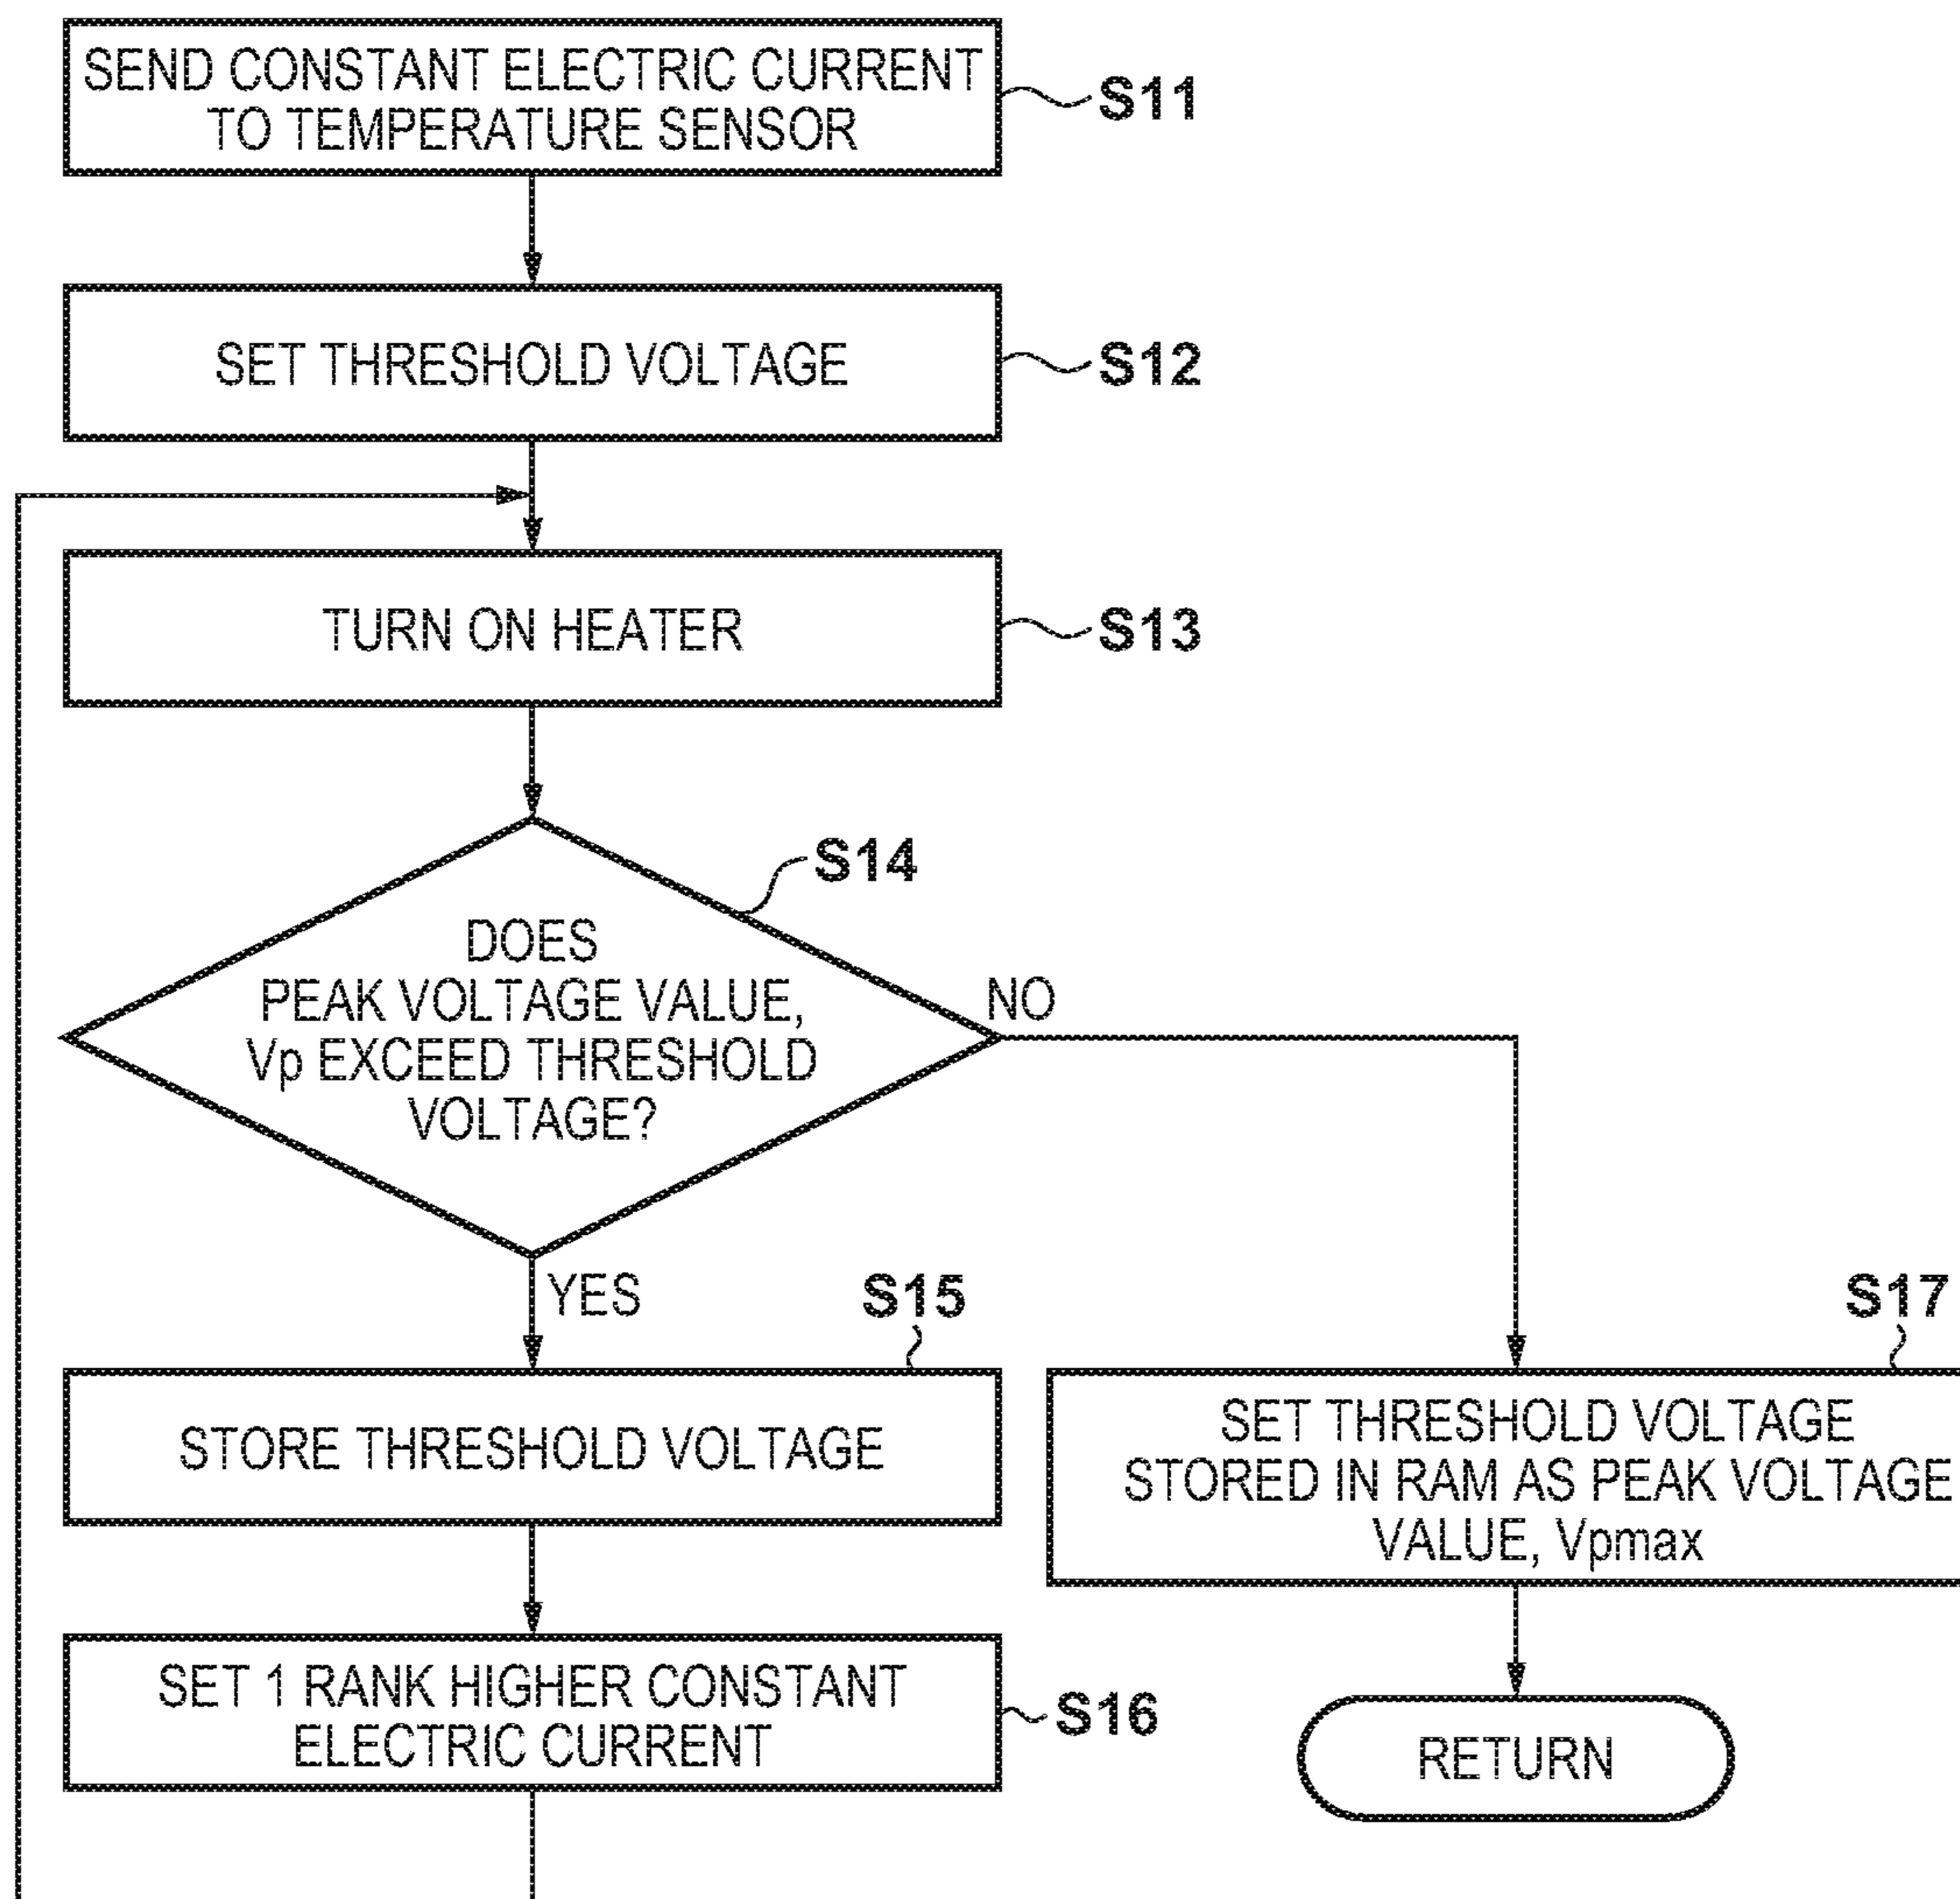 SEND CONSTANT ELECTRIC CURRENT
TO TEMPERATURE SENSOR
S11
SET THRESHOLD VOLTAGE
S12
TURN ON HEATER
S13
S14
DOES
PEAK VOLTAGE VALUE,
Vp EXCEED THRESHOLD
VOLTAGE?
NO
YES
S15
STORE THRESHOLD VOLTAGE
S17
SET THRESHOLD VOLTAGE
STORED IN RAM AS PEAK VOLTAGE
VALUE, Vpmax
SET 1 RANK HIGHER CONSTANT
ELECTRIC CURRENT
S16
RETURN